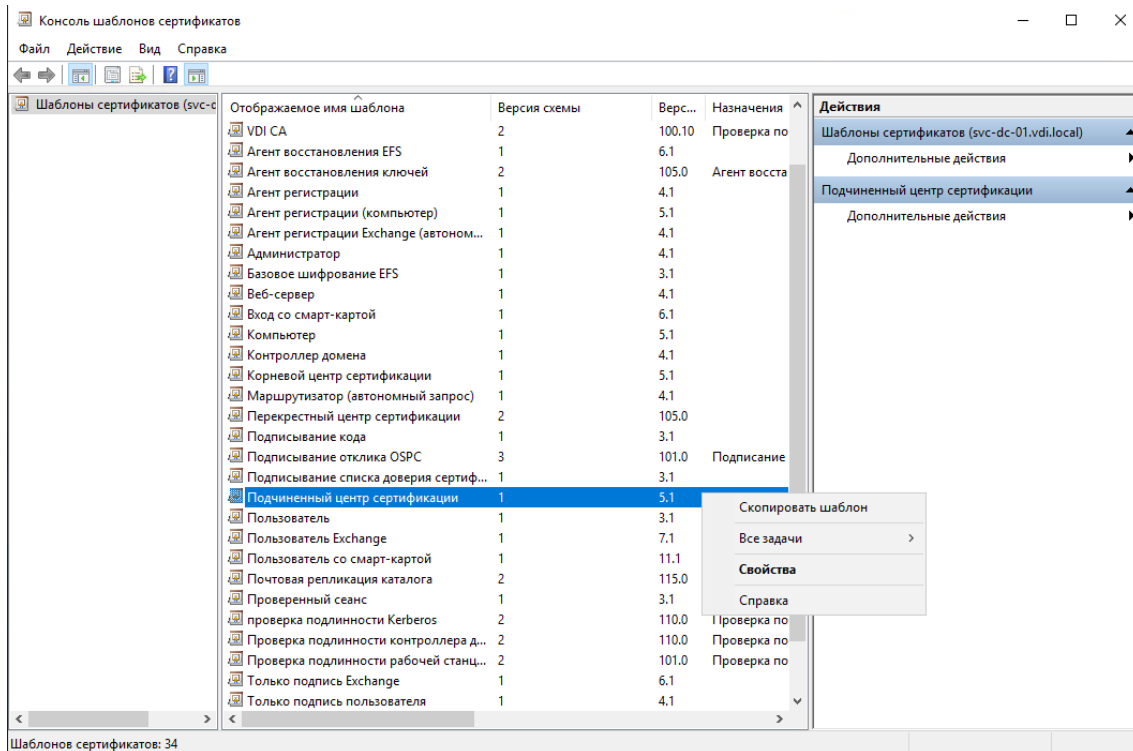 Консоль шаблонов сертификатов
Файл Действие Вид Справка
Шаблоны сертификатов (svc-d
Отображаемое имя шаблона Версия схемы Верс... Назначения
VDI CA 2 100.10 Проверка по
Агент восстановления EFS 1 6.1
Агент восстановления ключей 2 105.0 Агент восста
Агент регистрации 1 4.1
Агент регистрации (компьютер) 1 5.1
Агент регистрации Exchange (автоном... 1 4.1
Администратор 1 4.1
Базовое шифрование EFS 1 3.1
Веб-сервер 1 4.1
Вход со смарт-картой 1 6.1
Компьютер 1 5.1
Контроллер домена 1 4.1
Корневой центр сертификации 1 5.1
Маршрутизатор (автономный запрос) 1 4.1
Перекрестный центр сертификации 2 105.0
Подписывание кода 1 3.1
Подписывание отклика OSPC 3 101.0 Подписание
Подписывание списка доверия сертиф... 1 3.1
Подчиненный центр сертификации 1 5.1
Пользователь 1 3.1
Пользователь Exchange 1 7.1
Пользователь со смарт-картой 1 11.1
Почтовая репликация каталога 2 115.0
Проверенный сеанс 1 3.1
проверка подлинности Kerberos 2 110.0 Проверка по
Проверка подлинности контроллера д... 2 110.0 Проверка по
Проверка подлинности рабочей станц... 2 101.0 Проверка по
Только подпись Exchange 1 6.1
Только подпись пользователя 1 4.1
Скопировать шаблон
Все задачи
Свойства
Справка
Действия
Шаблоны сертификатов (svc-dc-01.vdi.local)
Дополнительные действия
Подчиненный центр сертификации
Дополнительные действия
Шаблонов сертификатов: 34